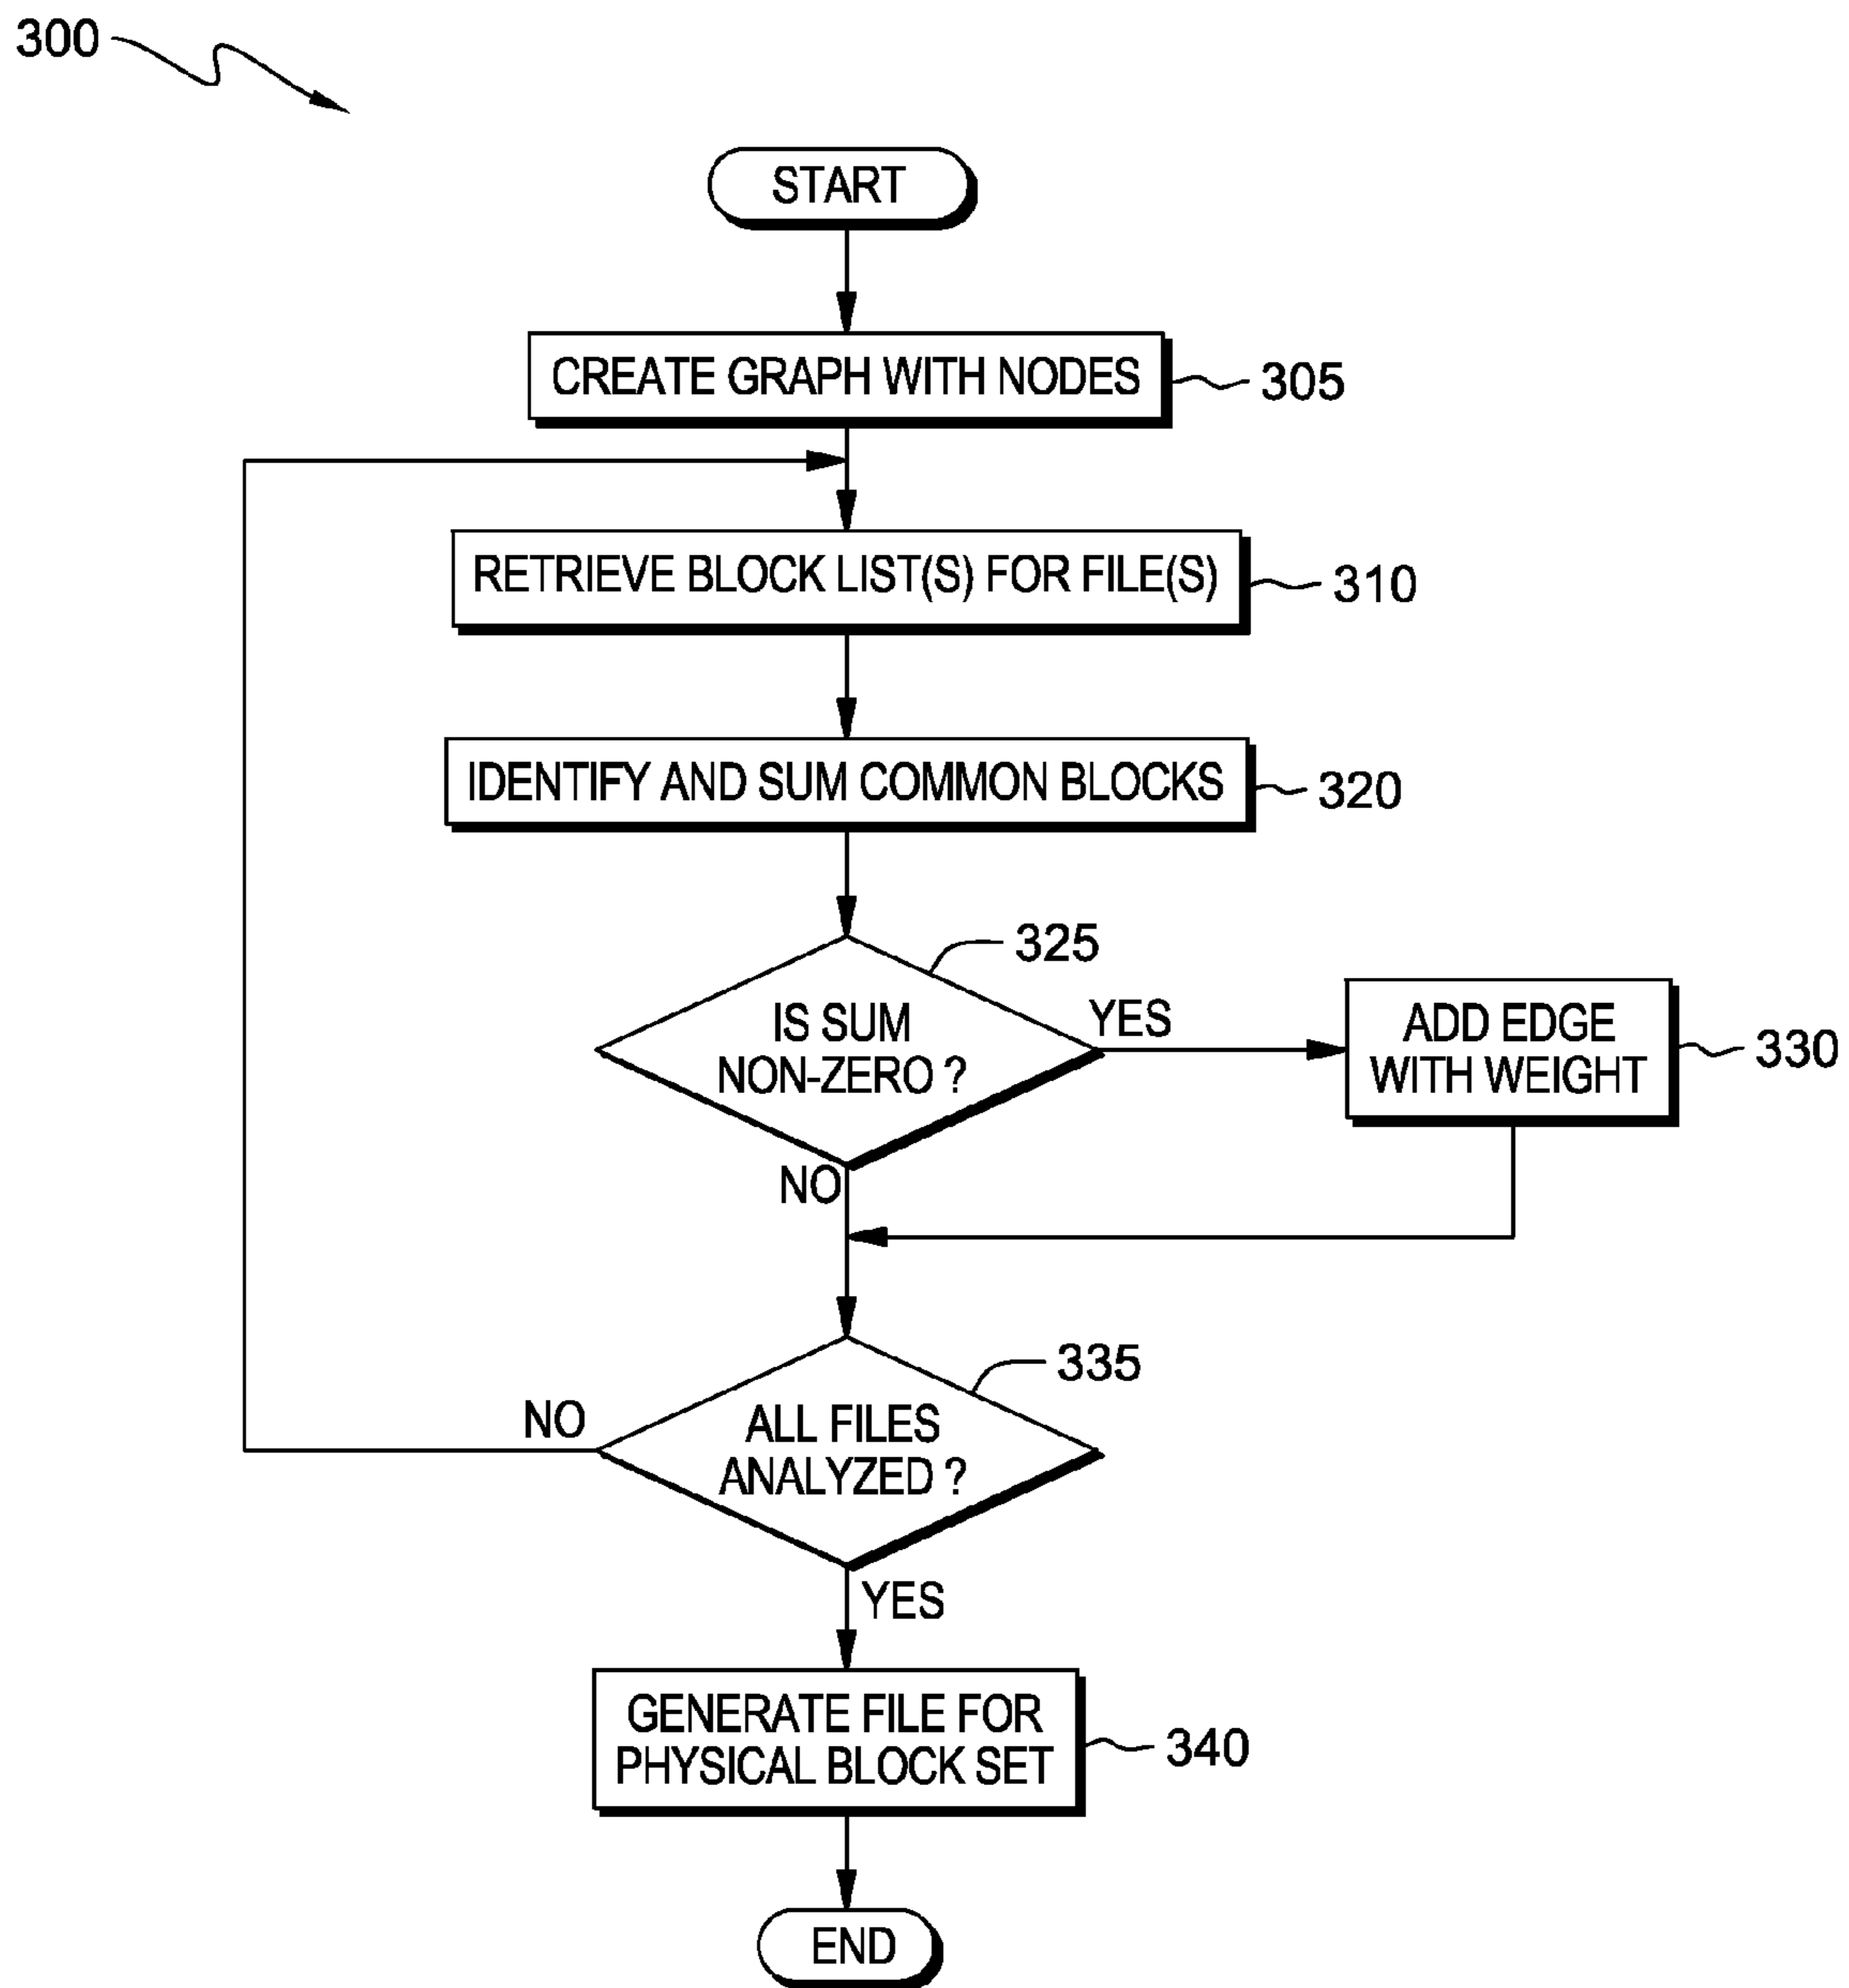 300
START
CREATE GRAPH WITH NODES
305
RETRIEVE BLOCK LIST(S) FOR FILE(S)
310
IDENTIFY AND SUM COMMON BLOCKS
320
325
IS SUM
NON-ZERO ?
YES
ADD EDGE
WITH WEIGHT
330
NO
335
ALL FILES
ANALYZED ?
NO
YES
GENERATE FILE FOR
PHYSICAL BLOCK SET
340
END